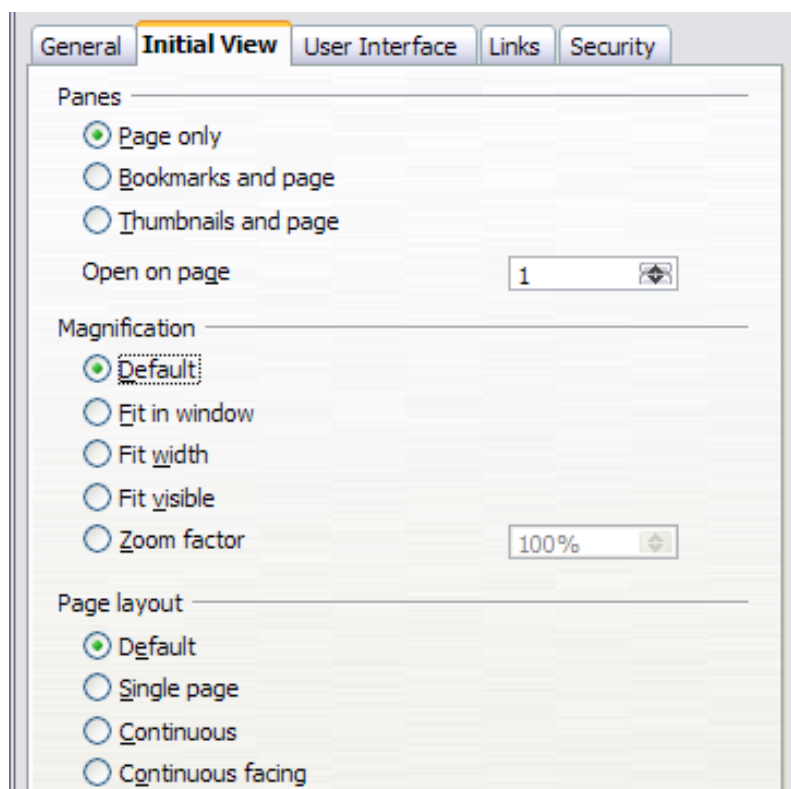 General Initial View User Interface Links Security
Panes
Page only
Bookmarks and page
Thumbnails and page
Open on page 1
Magnification
Default
Fit in window
Fit width
Fit visible
Zoom factor 100%
Page layout
Default
Single page
Continuous
Continuous facing